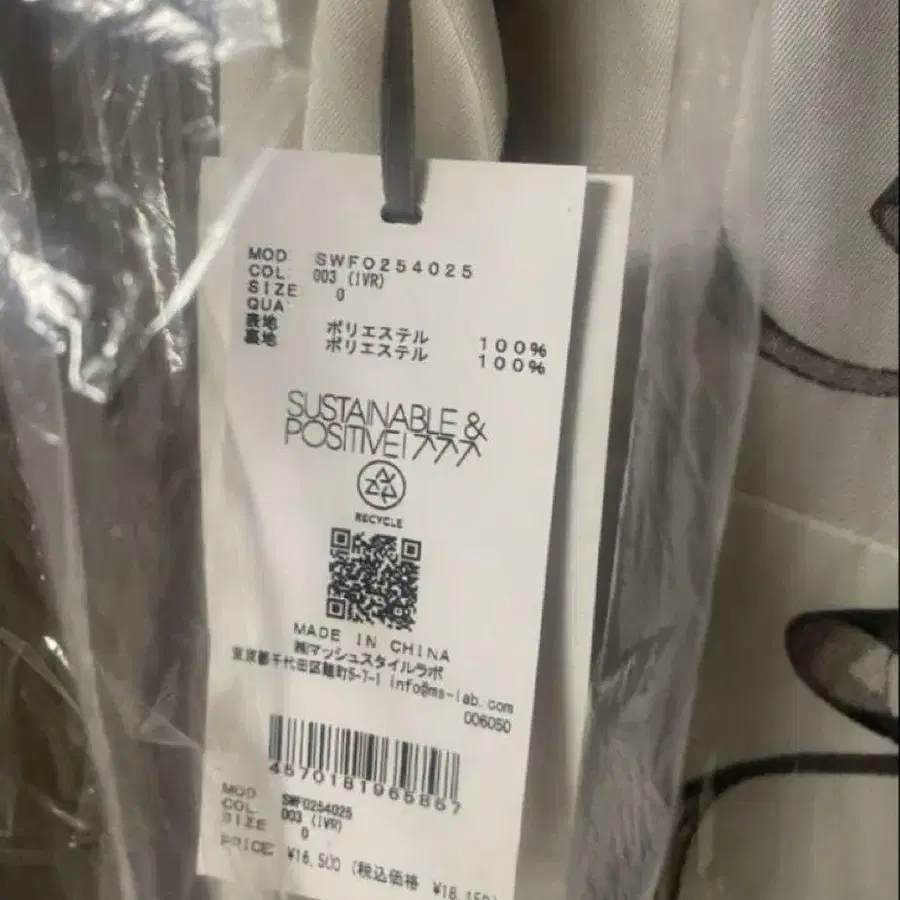 MOD: SWFO254025
COL: 003 (IVR)
SIZE: 0
QUA:
表地 ポリエステル 100%
裏地 ポリエステル 100%
SUSTAINABLE &
POSITIVE!
RECYCLE
MADE IN CHINA
㈱マッシュスタイルラボ
東京都千代田区麹町5-7-1 info@ms-lab.com
006050
4570181965857
MOD SWFO254025
COL. 003 (IVR)
SIZE 0
PRICE: ¥16,500 (税込価格 ¥18,150)